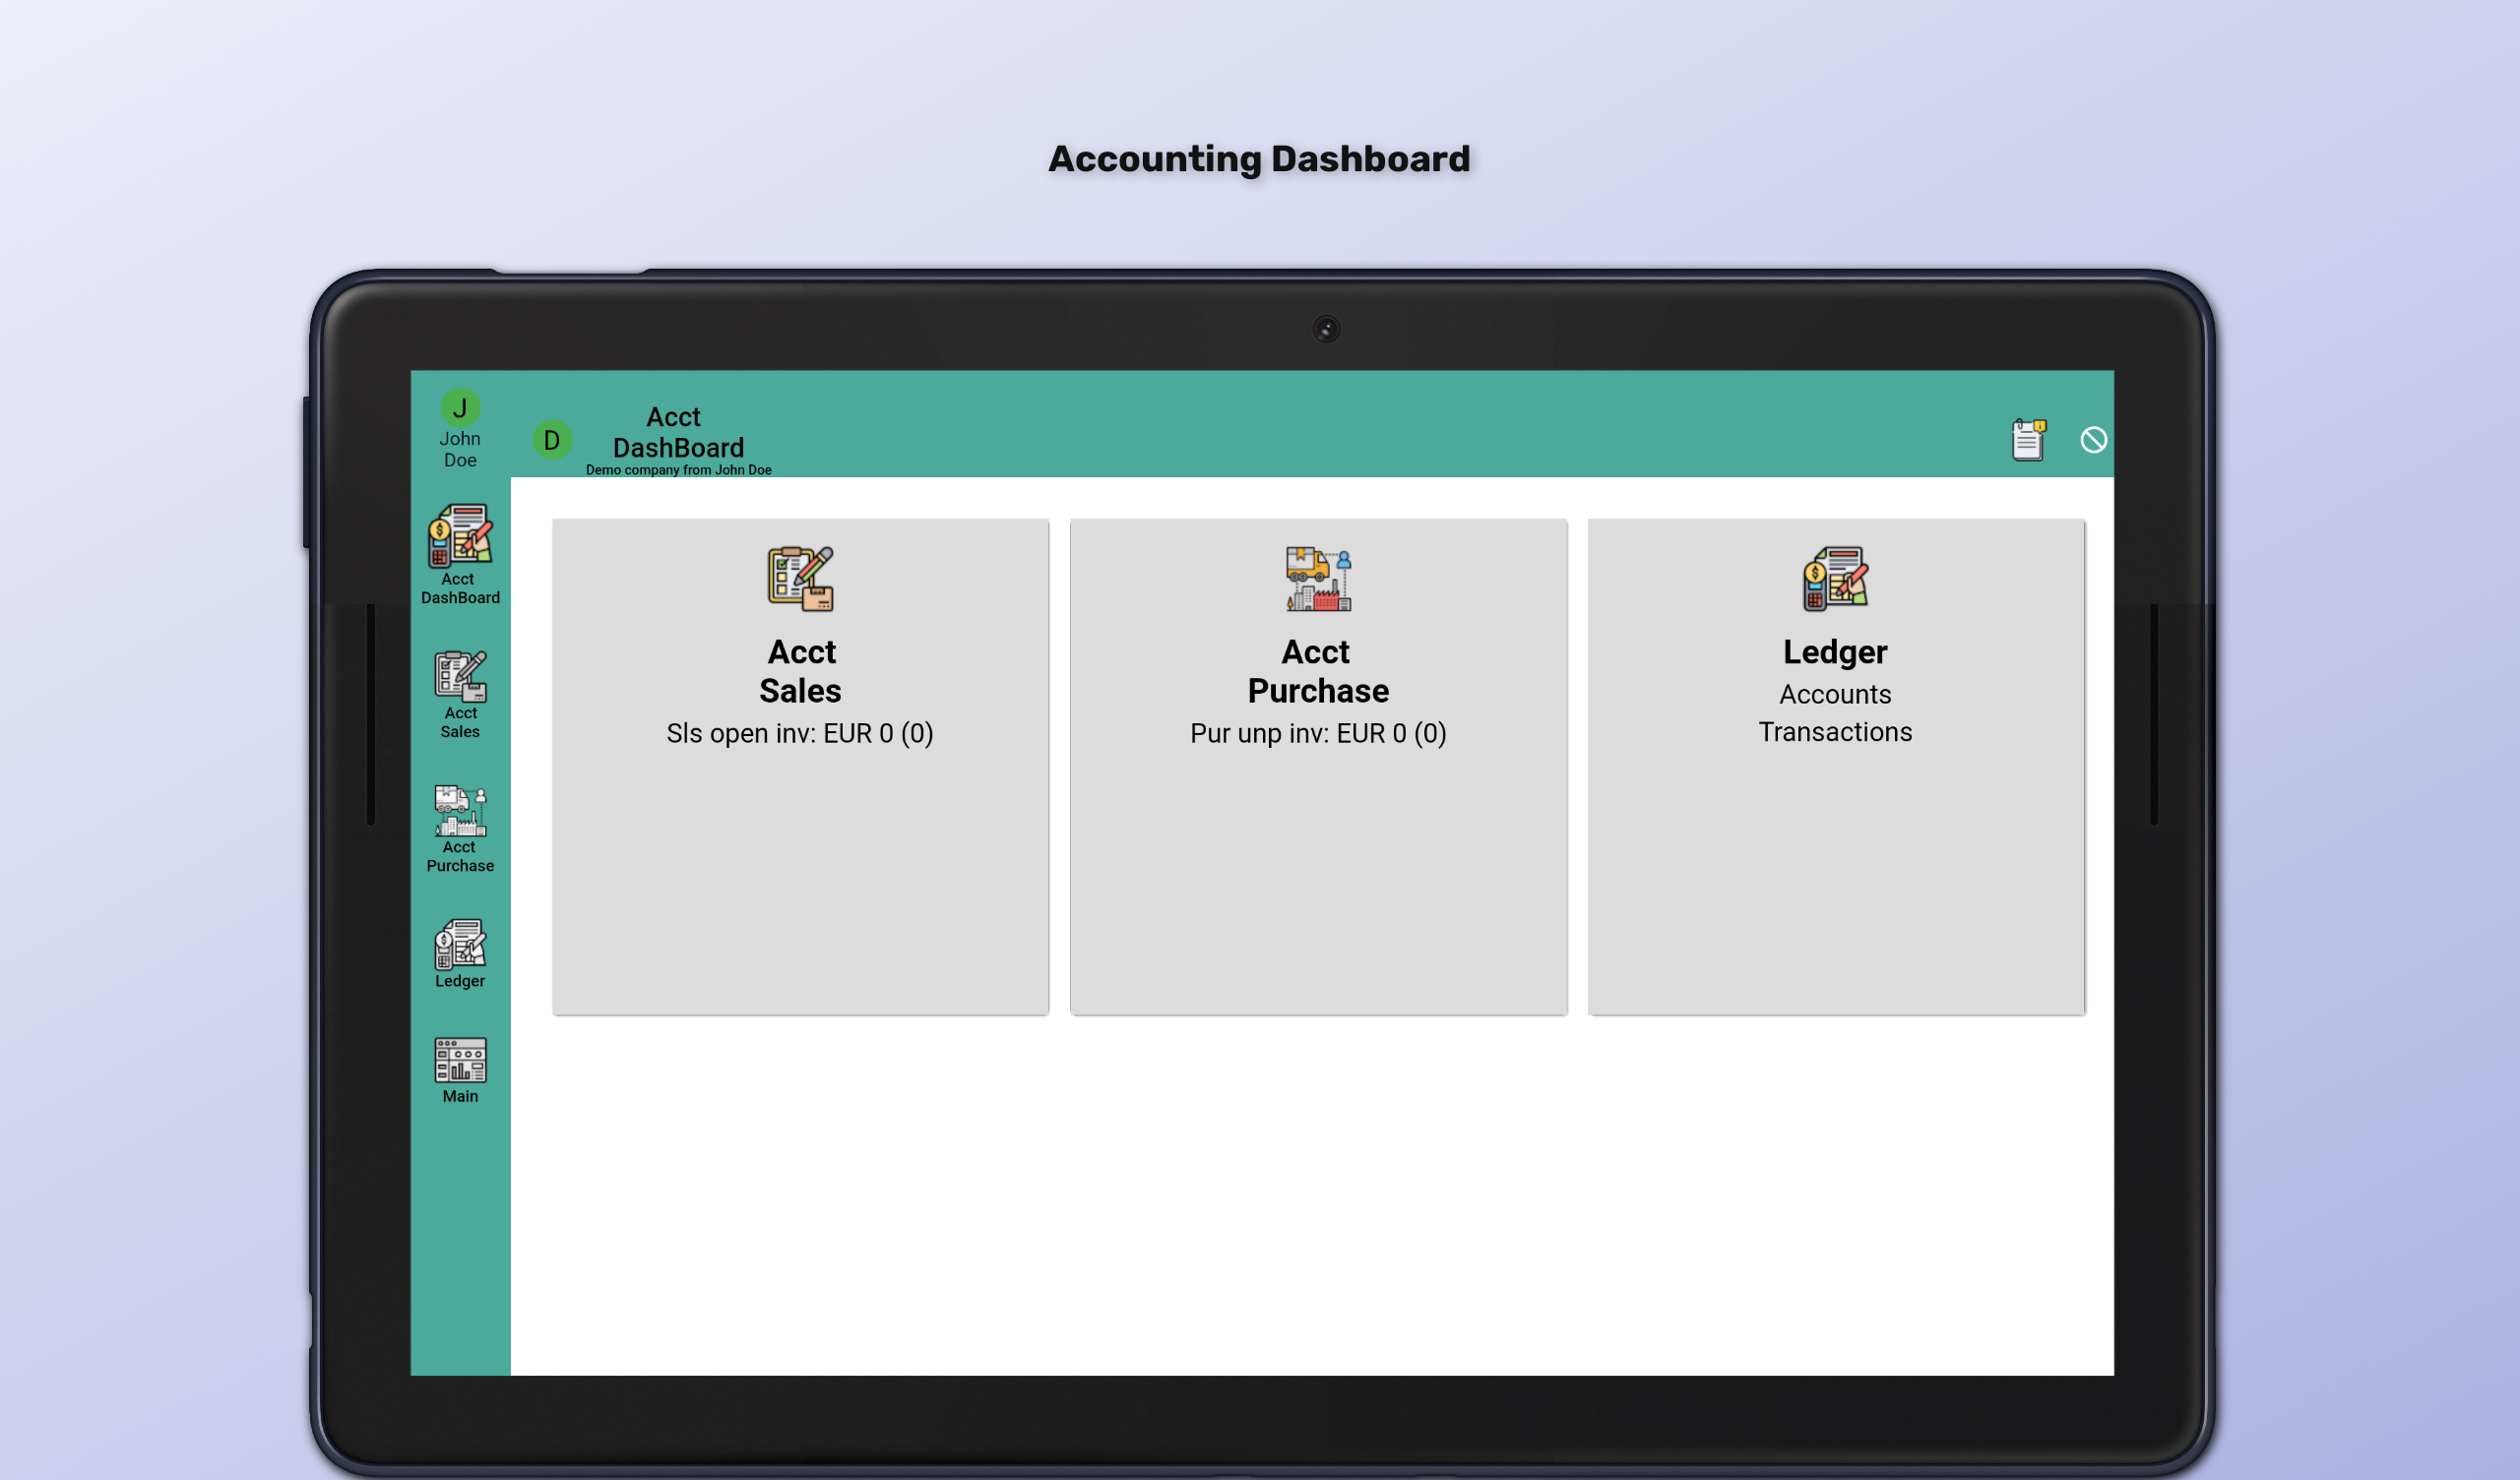 Accounting Dashboard
J
John
Doe
D
Acct
DashBoard
Demo company from John Doe
Acct
DashBoard
Acct
Sales
Acct
Purchase
Ledger
Main
Acct
Sales
Sls open inv: EUR 0 (0)
Acct
Purchase
Pur unp inv: EUR 0 (0)
Ledger
Accounts
Transactions